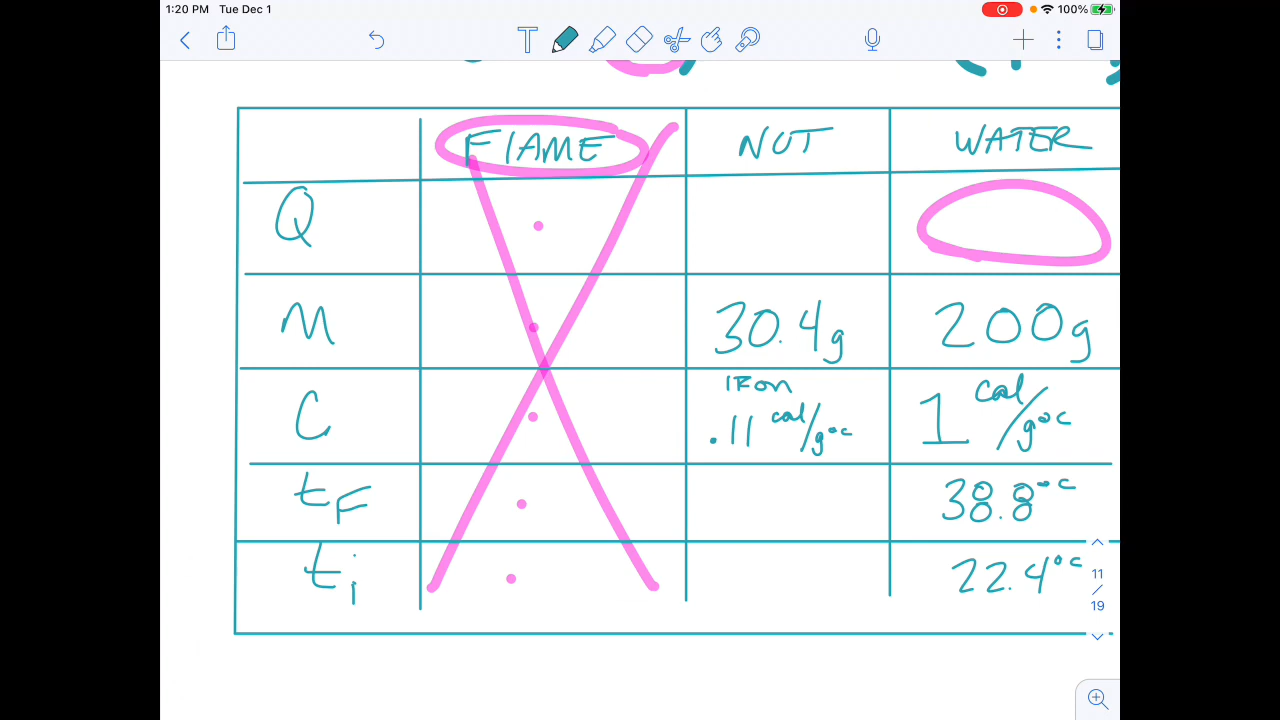 1:20 PM Tue Dec 1 100%
T
FlAME NOT WATER
Q
M 30.4g 200g
C IRon .11 cal/g°c 1 cal/g°c
tF 38.8°c
ti 22.4°c
11
/
19